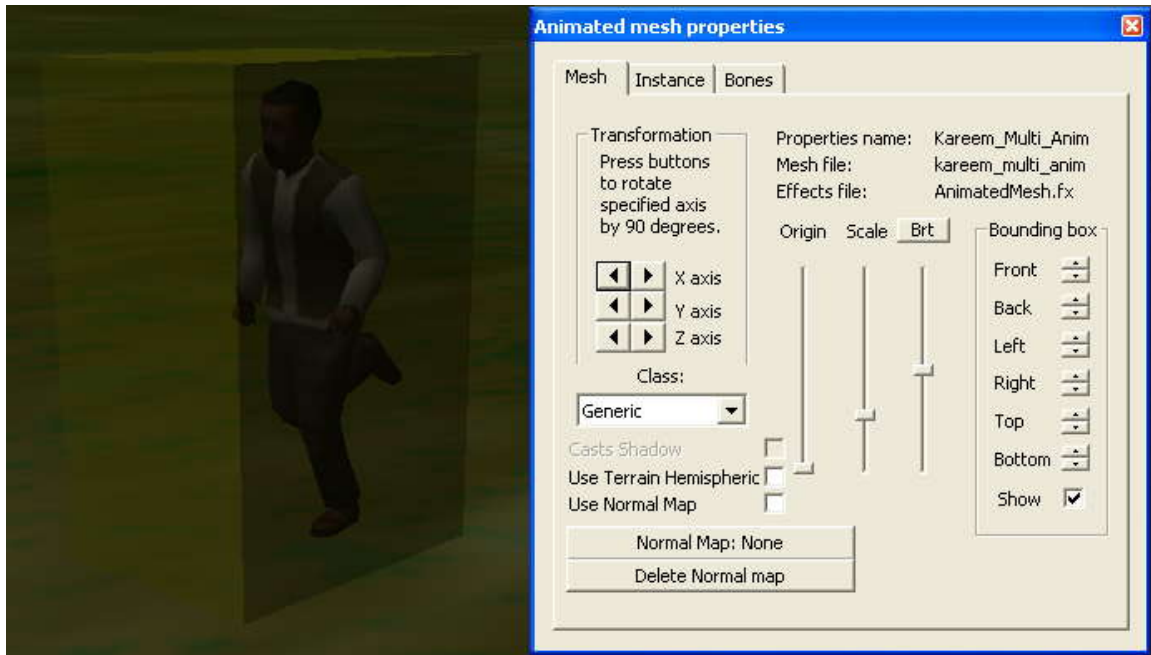 Animated mesh properties
Mesh
Instance
Bones
Transformation
Press buttons
to rotate
specified axis
by 90 degrees.
X axis
Y axis
Z axis
Class:
Generic
Casts Shadow
Use Terrain Hemispheric
Use Normal Map
Normal Map: None
Delete Normal map
Properties name: Kareem_Multi_Anim
Mesh file: kareem_multi_anim
Effects file: AnimatedMesh.fx
Origin
Scale
Brt
Bounding box
Front
Back
Left
Right
Top
Bottom
Show